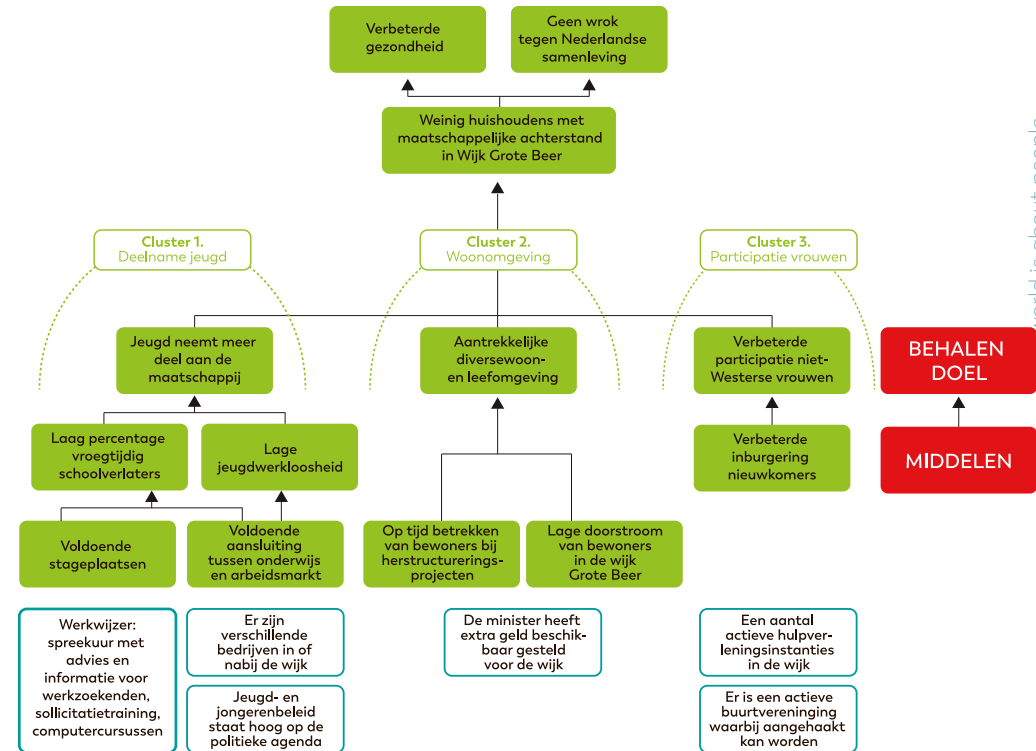 Verbeterde
gezondheid
Geen wrok
tegen Nederlandse
samenleving
Weinig huishoudens met
maatschappelijke achterstand
in Wijk Grote Beer
Cluster 1.
Deelname jeugd
Cluster 2.
Woonomgeving
Cluster 3.
Participatie vrouwen
Jeugd neemt meer
deel aan de
maatschappij
Aantrekkelijke
diversewoon-
en leefomgeving
Verbeterde
participatie niet-
Westerse vrouwen
BEHALEN
DOEL
Laag percentage
vroegtijdig
schoolverlaters
Lage
jeugdwerkloosheid
Verbeterde
inburgering
nieuwkomers
MIDDELEN
Voldoende
stageplaatsen
Voldoende
aansluiting
tussen onderwijs
en arbeidsmarkt
Op tijd betrekken
van bewoners bij
herstructurerings-
projecten
Lage doorstroom
van bewoners
in de wijk
Grote Beer
Werkwijzer:
spreekuur met
advies en
informatie voor
werkzoekenden,
sollicitatietraining,
computercursussen
Er zijn
verschillende
bedrijven in of
nabij de wijk
Jeugd- en
jongerenbeleid
staat hoog op de
politieke agenda
De minister heeft
extra geld beschik-
baar gesteld
voor de wijk
Een aantal
actieve hulpver-
leningsinstanties
in de wijk
Er is een actieve
buurtvereninging
waarbij aangehaakt
kan worden
is about people